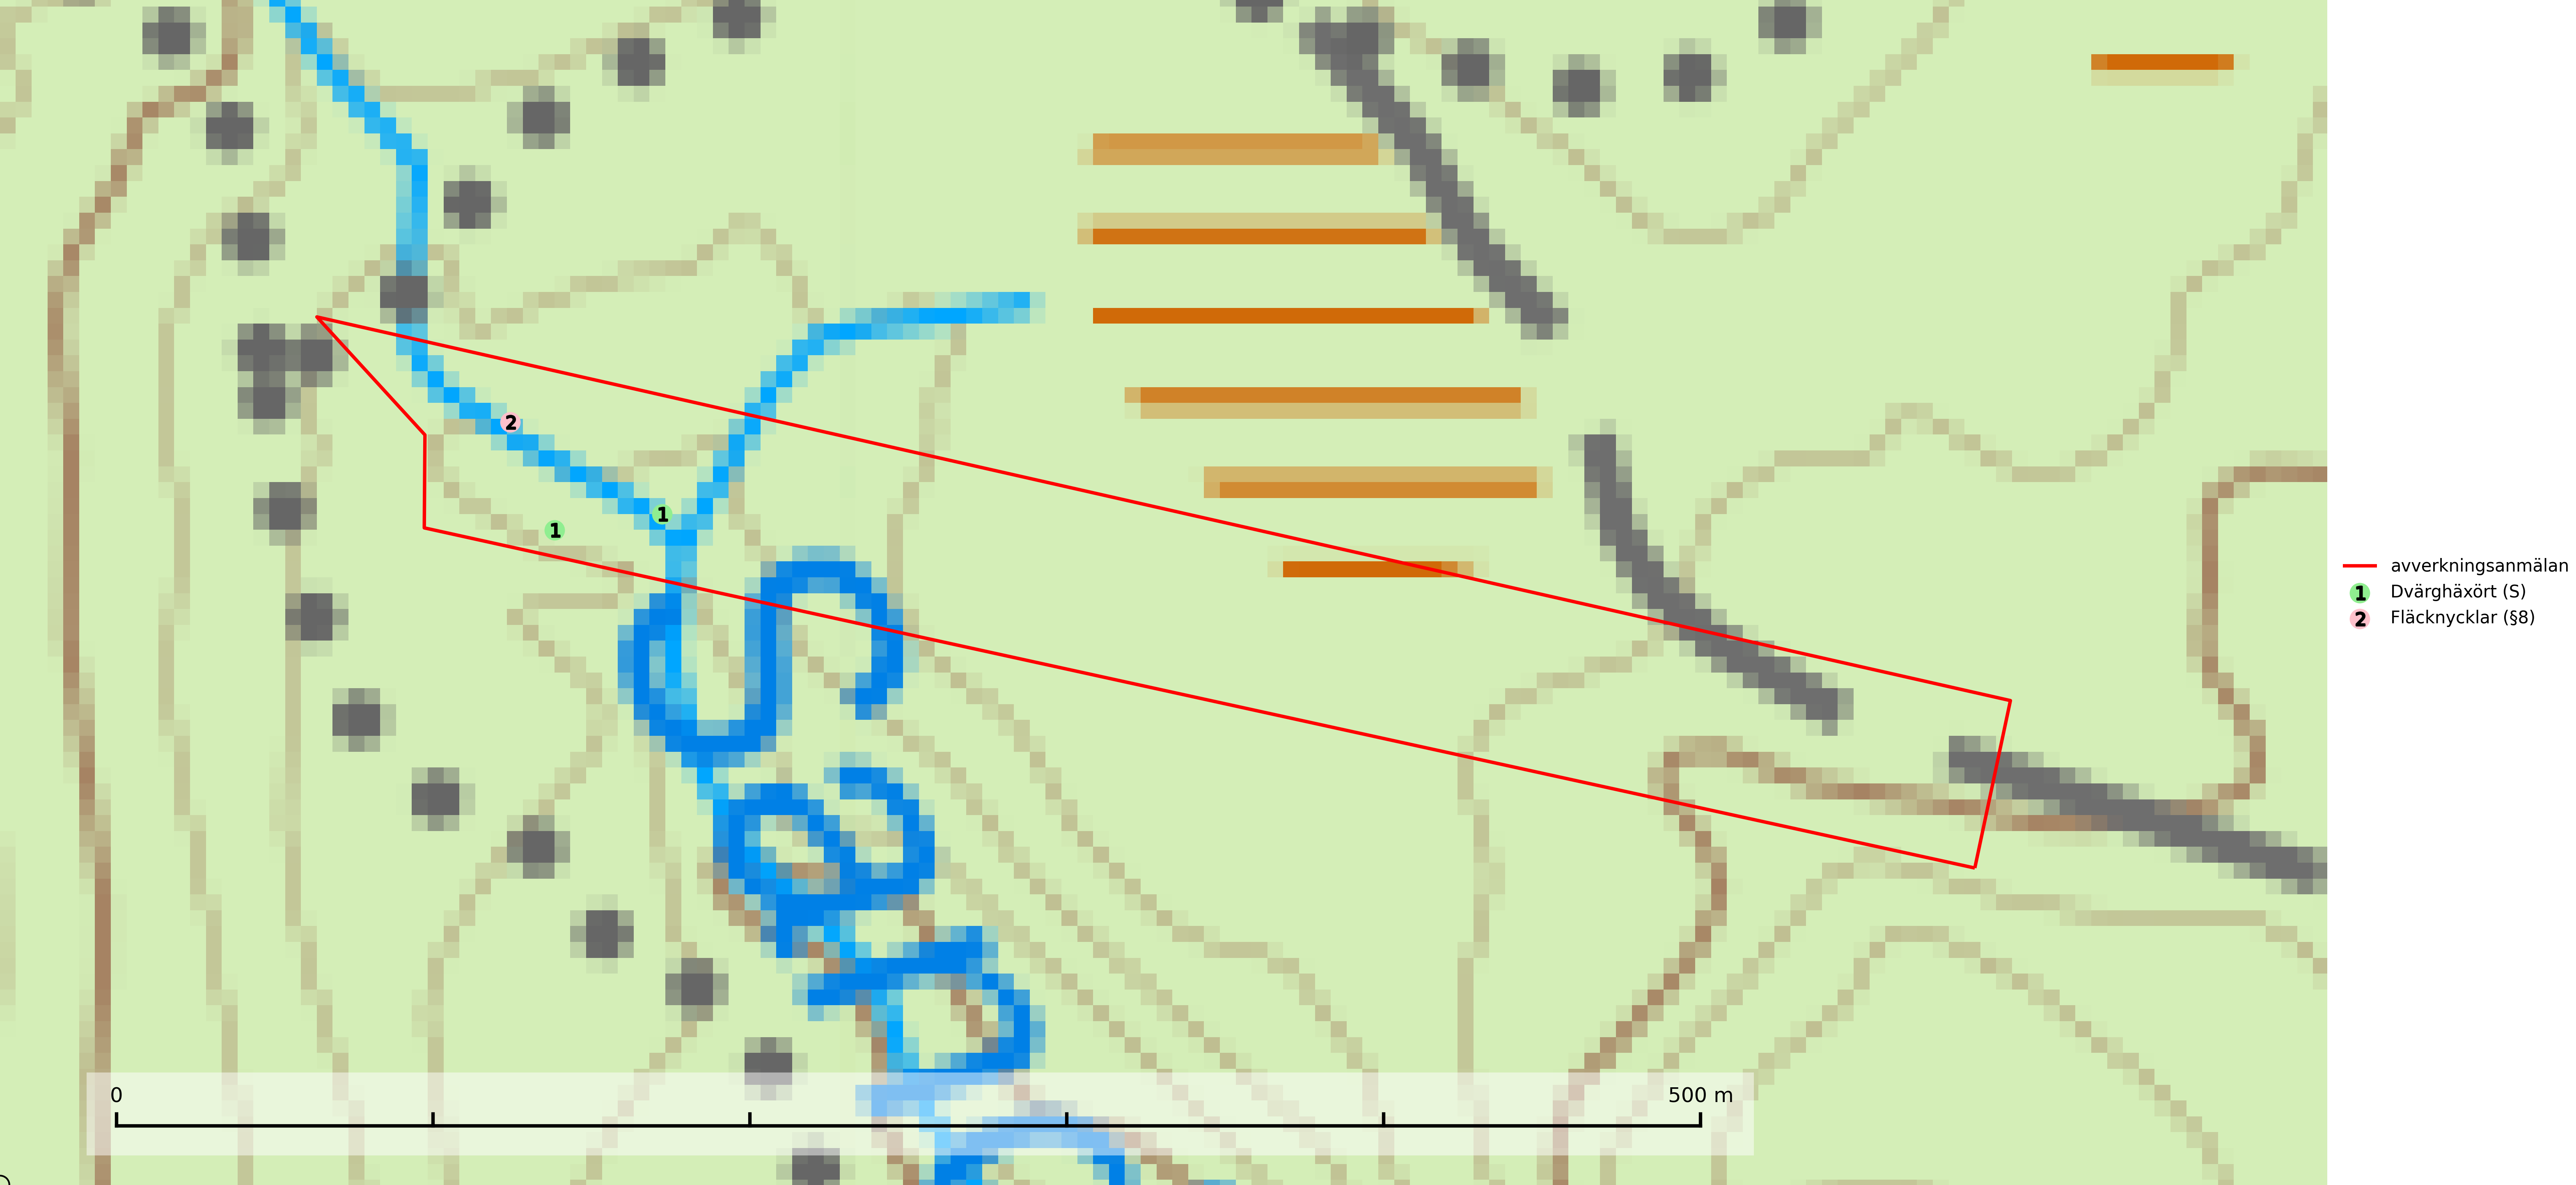 2
1
1
0
500 m
avverkningsanmälan
1 Dvärghäxört (S)
2 Fläcknycklar (§8)